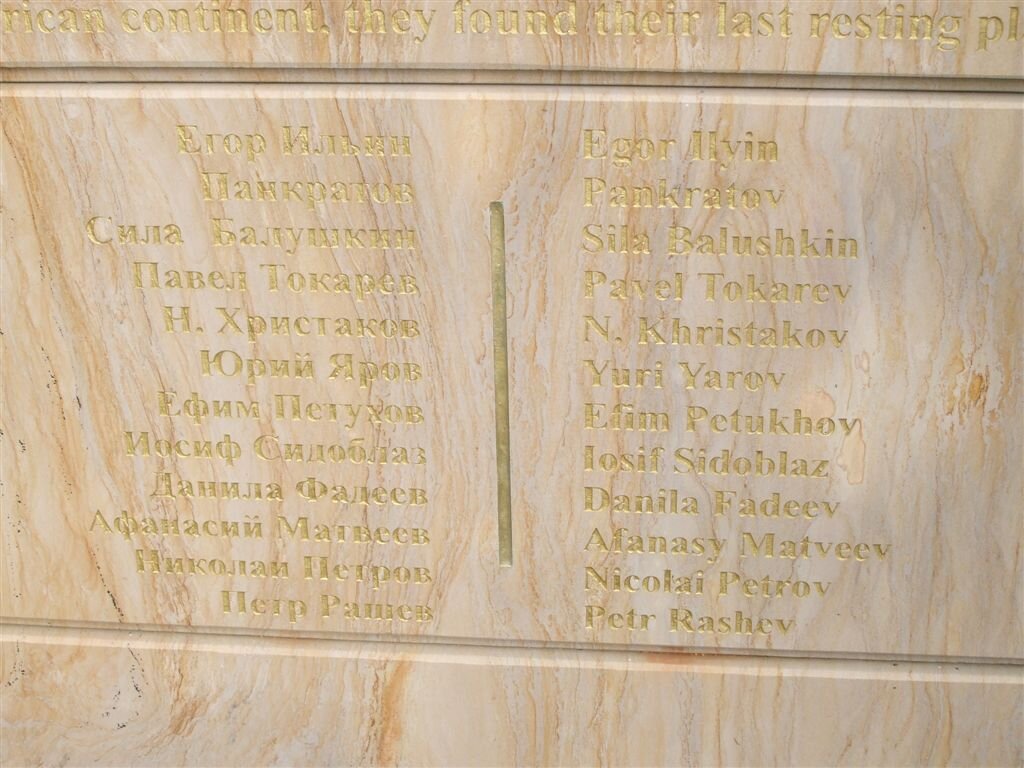 rican continent, they found their last resting pl
Егор Ильин
Панкратов
Сила Балушкин
Павел Токарев
Н. Христаков
Юрий Яров
Ефим Петухов
Иосиф Сидоблаз
Данила Фадеев
Афанасий Матвеев
Николай Петров
Петр Рашев
Egor Ilyin
Pankratov
Sila Balushkin
Pavel Tokarev
N. Khristakov
Yuri Yarov
Efim Petukhov
Iosif Sidoblaz
Danila Fadeev
Afanasy Matveev
Nicolai Petrov
Petr Rashev